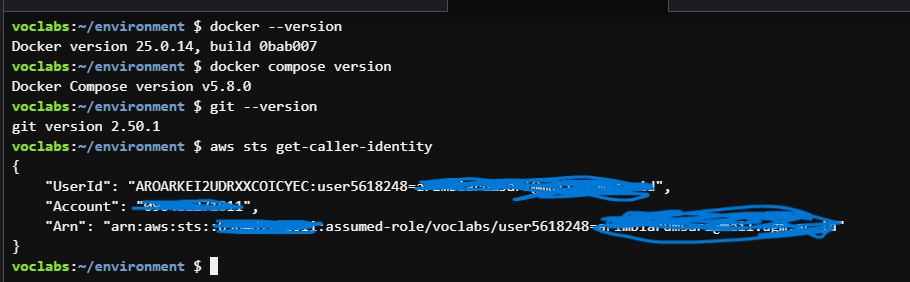 voclabs:~/environment $ docker --version
Docker version 25.0.14, build 0bab007
voclabs:~/environment $ docker compose version
Docker Compose version v5.8.0
voclabs:~/environment $ git --version
git version 2.50.1
voclabs:~/environment $ aws sts get-caller-identity
{
    "UserId": "AROARKEI2UDRXXCOICYEC:user5618248=
    "Account":
    "Arn": "arn:aws:sts:: :assumed-role/voclabs/user5618248=
}
voclabs:~/environment $